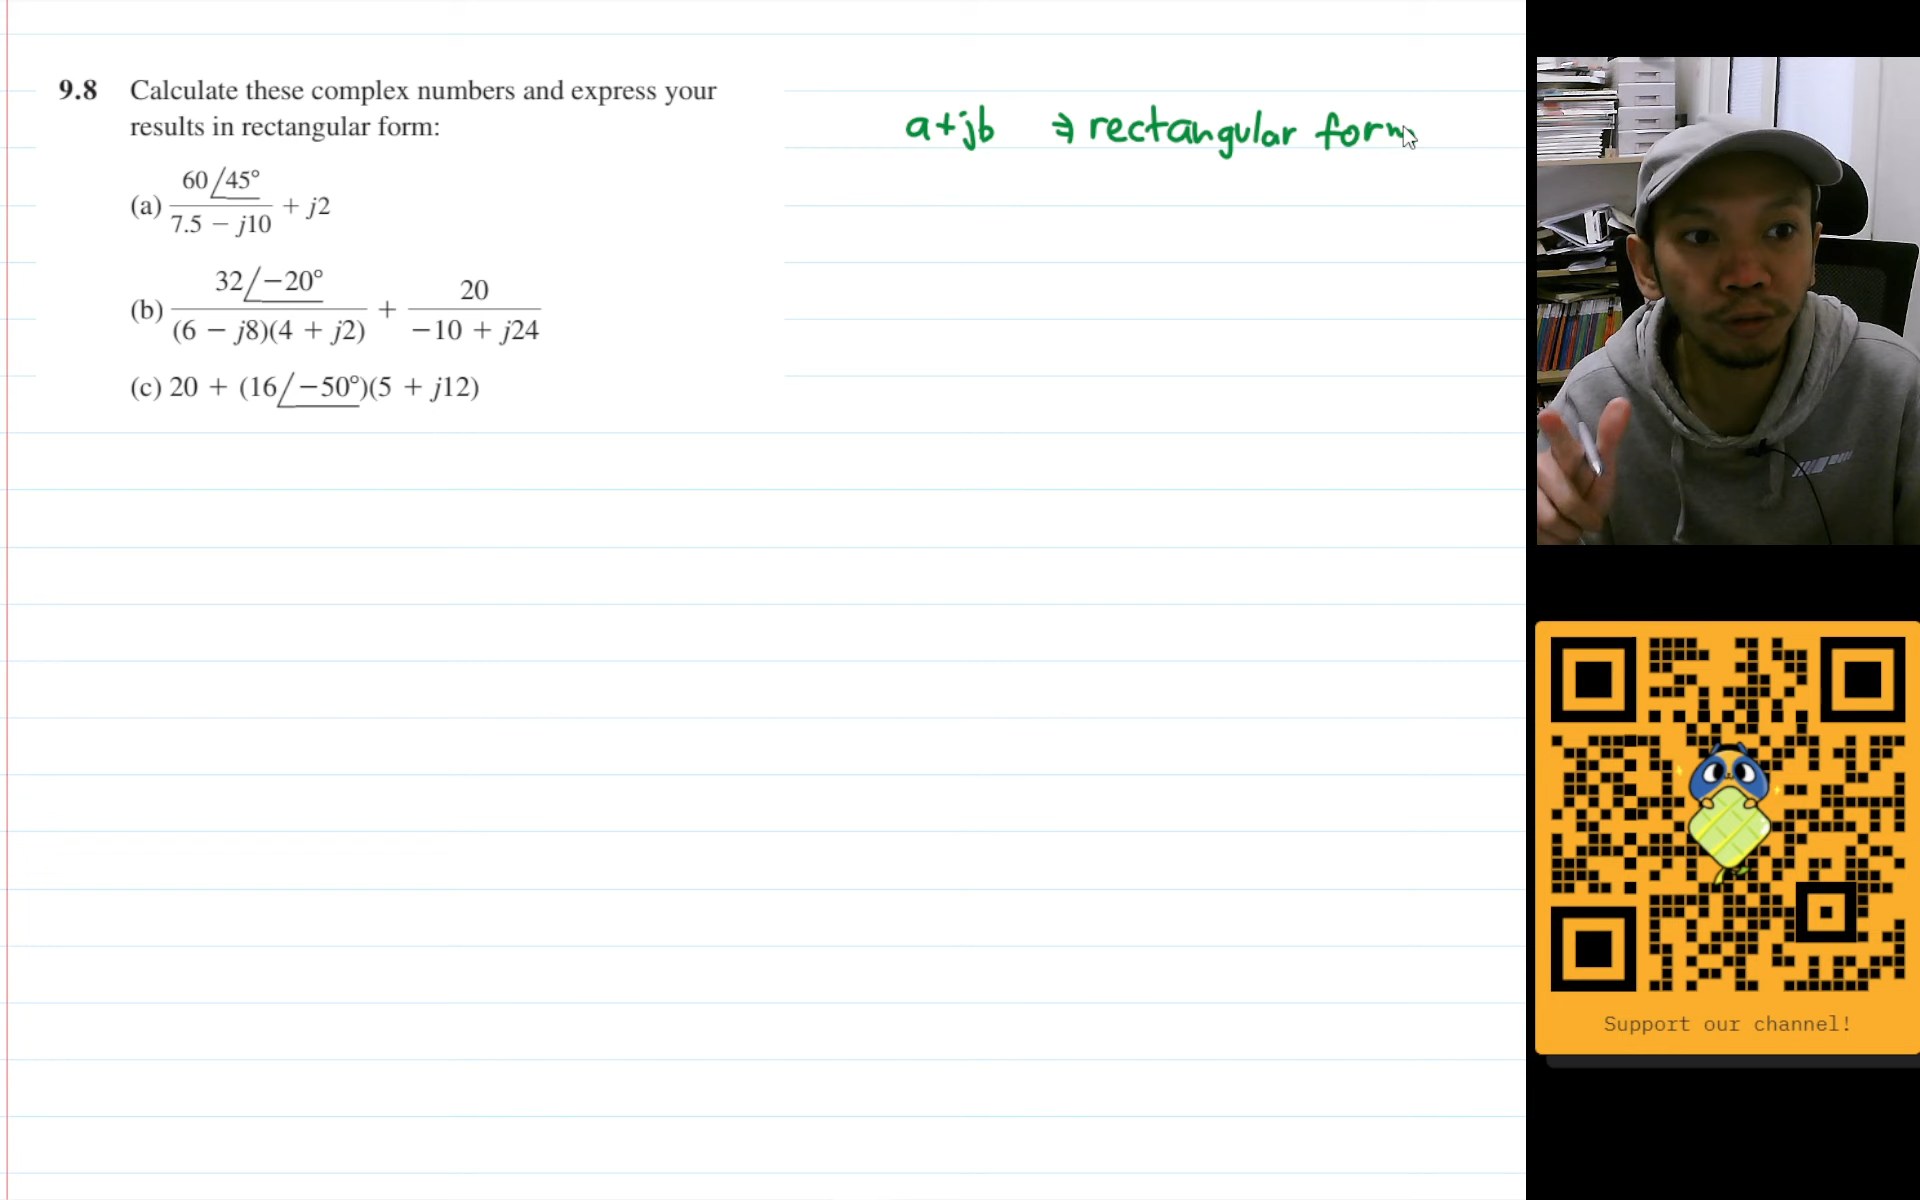 9.8 Calculate these complex numbers and express your
results in rectangular form:
a+jb ⇒ rectangular form
(a) 60∠45° / 7.5 − j10 + j2
(b) 32∠−20° / (6 − j8)(4 + j2) + 20 / −10 + j24
(c) 20 + (16∠−50°)(5 + j12)
Support our channel!